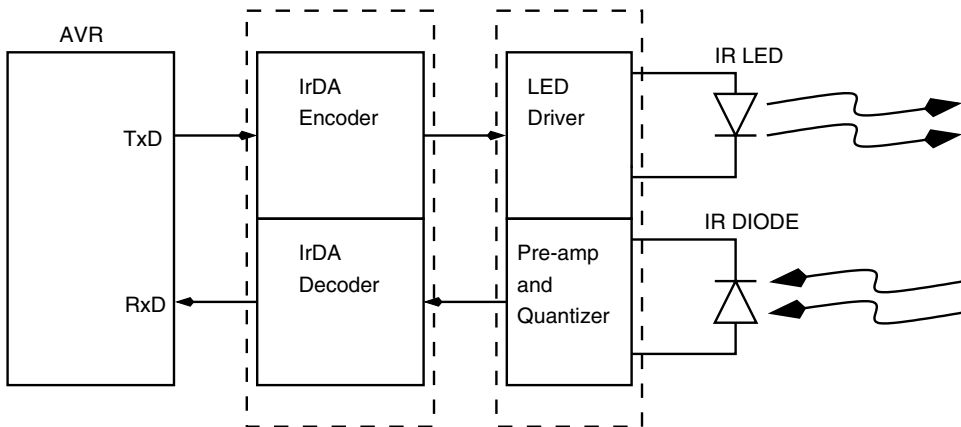 AVR
TxD
RxD
IrDA
Encoder
IrDA
Decoder
LED
Driver
Pre-amp
and
Quantizer
IR LED
IR DIODE